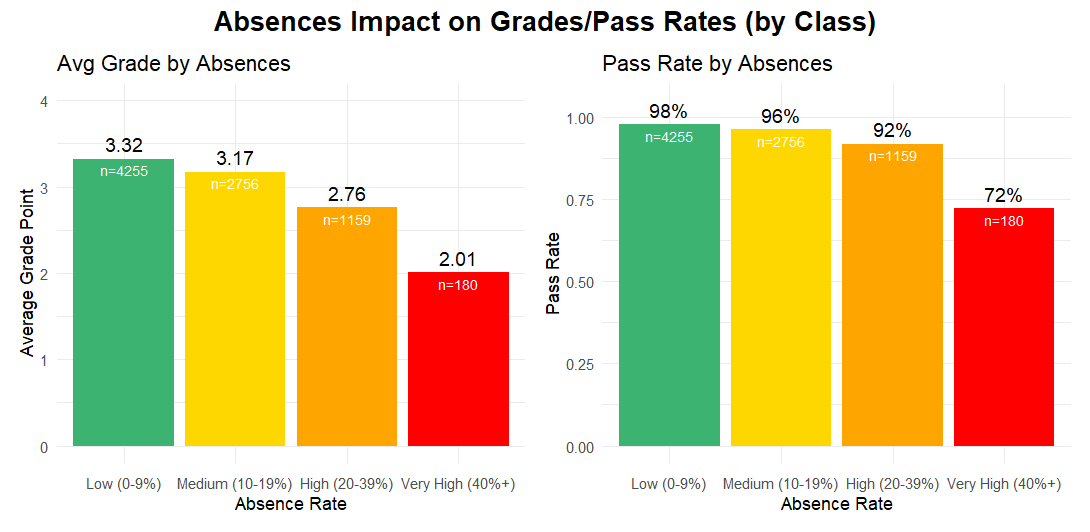 Absences Impact on Grades/Pass Rates (by Class)
Avg Grade by Absences
Average Grade Point
4
3
2
1
0
3.32
n=4255
3.17
n=2756
2.76
n=1159
2.01
n=180
Low (0-9%)
Medium (10-19%)
High (20-39%)
Very High (40%+)
Absence Rate
Pass Rate by Absences
Pass Rate
1.00
0.75
0.50
0.25
0.00
98%
n=4255
96%
n=2756
92%
n=1159
72%
n=180
Low (0-9%)
Medium (10-19%)
High (20-39%)
Very High (40%+)
Absence Rate